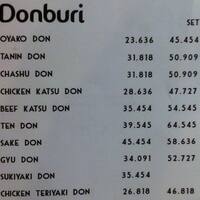 Donburi
SET
OYAKO DON 23.636 45.454
TANIN DON 31.818 50.909
CHASHU DON 31.818 50.909
CHICKEN KATSU DON 28.636 47.727
BEEF KATSU DON 35.454 54.545
TEN DON 39.545 64.545
SAKE DON 45.454 58.636
GYU DON 34.091 52.727
SUKIYAKI DON 35.454
CHICKEN TERIYAKI DON 26.818 46.818